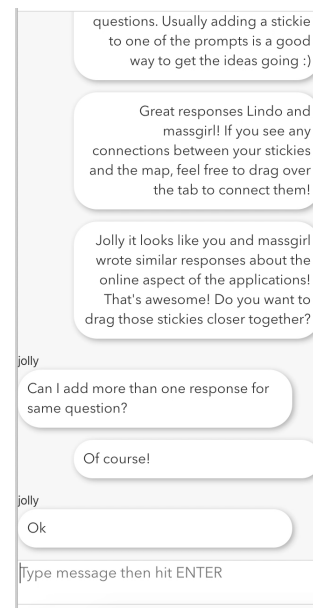 questions. Usually adding a stickie
to one of the prompts is a good
way to get the ideas going :)
Great responses Lindo and
massgirl! If you see any
connections between your stickies
and the map, feel free to drag over
the tab to connect them!
Jolly it looks like you and massgirl
wrote similar responses about the
online aspect of the applications!
That's awesome! Do you want to
drag those stickies closer together?
jolly
Can I add more than one response for
same question?
Of course!
jolly
Ok
Type message then hit ENTER